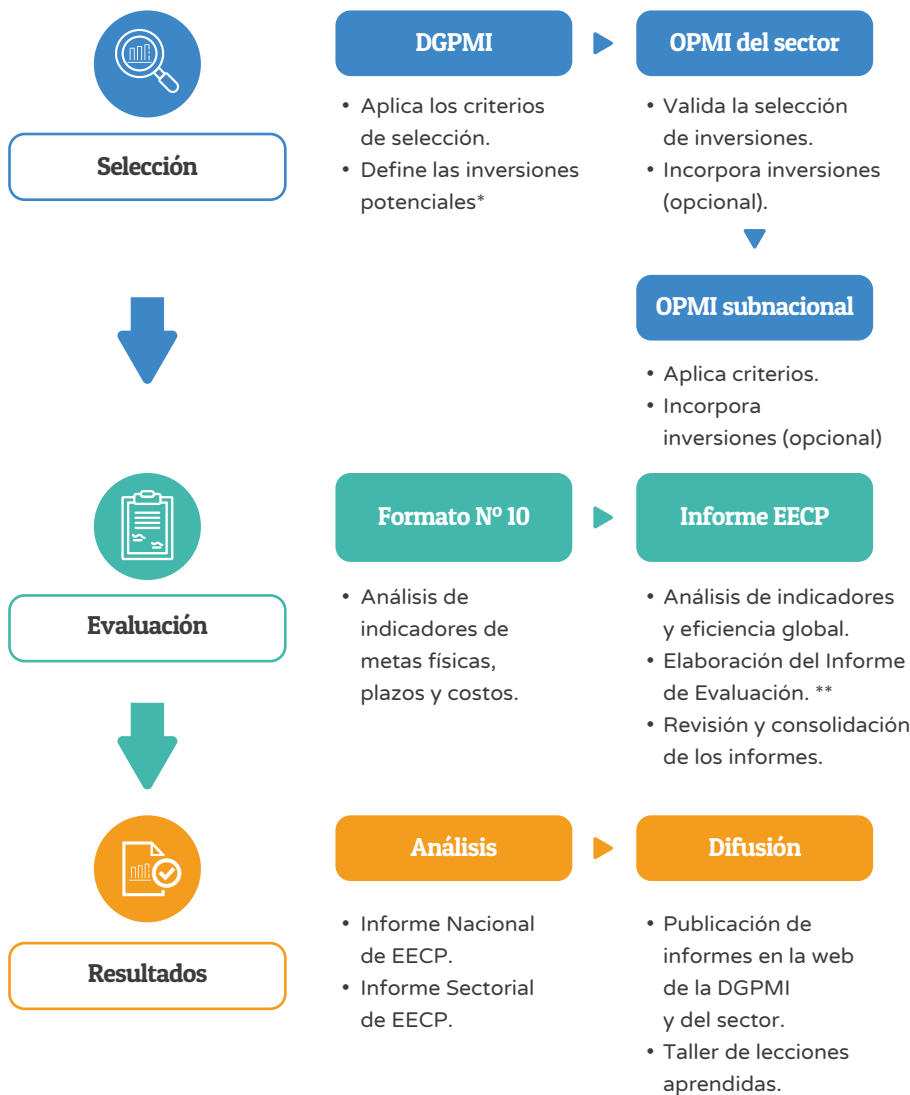 Selección
DGPMI
• Aplica los criterios
de selección.
• Define las inversiones
potenciales*
OPMI del sector
• Valida la selección
de inversiones.
• Incorpora inversiones
(opcional).
OPMI subnacional
• Aplica criterios.
• Incorpora
inversiones (opcional)
Evaluación
Formato Nº 10
• Análisis de
indicadores de
metas físicas,
plazos y costos.
Informe EECP
• Análisis de indicadores
y eficiencia global.
• Elaboración del Informe
de Evaluación. **
• Revisión y consolidación
de los informes.
Resultados
Análisis
• Informe Nacional
de EECP.
• Informe Sectorial
de EECP.
Difusión
• Publicación de
informes en la web
de la DGPMI
y del sector.
• Taller de lecciones
aprendidas.